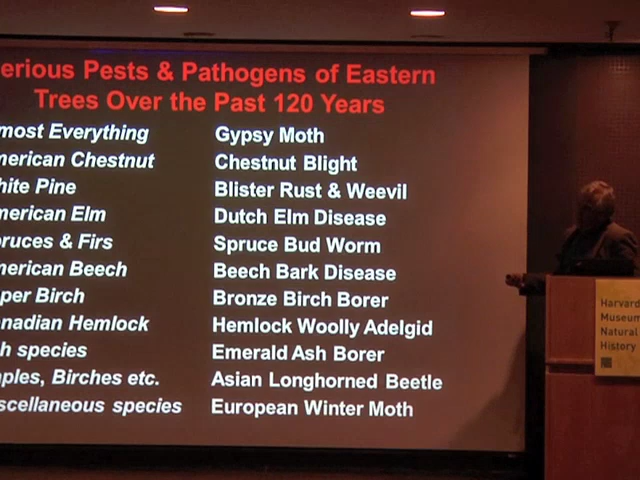 erious Pests & Pathogens of Eastern
Trees Over the Past 120 Years
most Everything Gypsy Moth
merican Chestnut Chestnut Blight
hite Pine Blister Rust & Weevil
merican Elm Dutch Elm Disease
pruces & Firs Spruce Bud Worm
merican Beech Beech Bark Disease
per Birch Bronze Birch Borer
nadian Hemlock Hemlock Woolly Adelgid
h species Emerald Ash Borer
ples, Birches etc. Asian Longhorned Beetle
scellaneous species European Winter Moth
Harvard
Museum
Natural
History